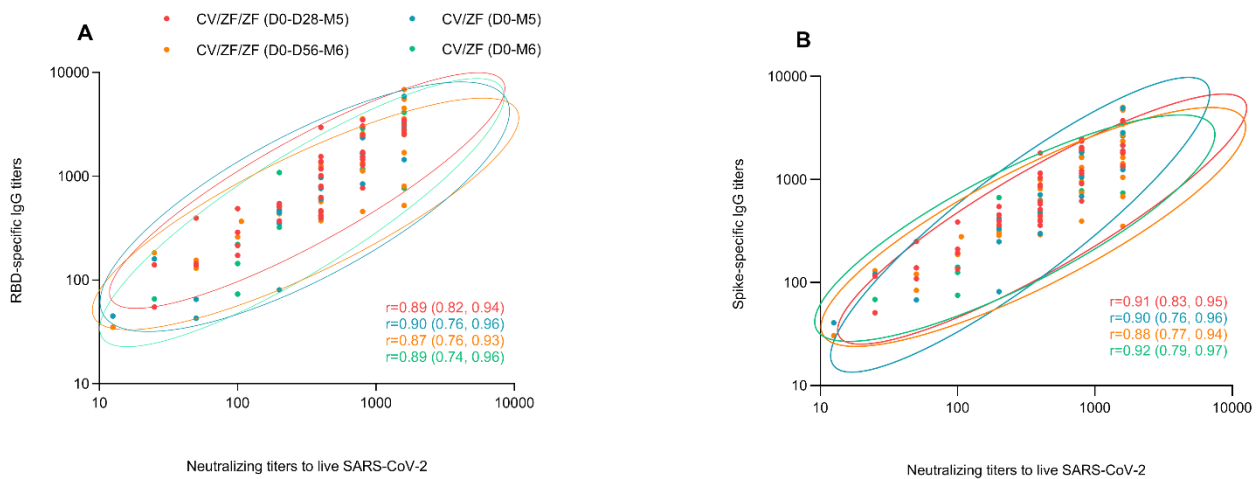 A
CV/ZF/ZF (D0-D28-M5)
CV/ZF (D0-M5)
CV/ZF/ZF (D0-D56-M6)
CV/ZF (D0-M6)
RBD-specific IgG titers
10000
1000
100
10
r=0.89 (0.82, 0.94)
r=0.90 (0.76, 0.96)
r=0.87 (0.76, 0.93)
r=0.89 (0.74, 0.96)
10
100
1000
10000
Neutralizing titers to live SARS-CoV-2
B
Spike-specific IgG titers
10000
1000
100
10
r=0.91 (0.83, 0.95)
r=0.90 (0.76, 0.96)
r=0.88 (0.77, 0.94)
r=0.92 (0.79, 0.97)
10
100
1000
10000
Neutralizing titers to live SARS-CoV-2